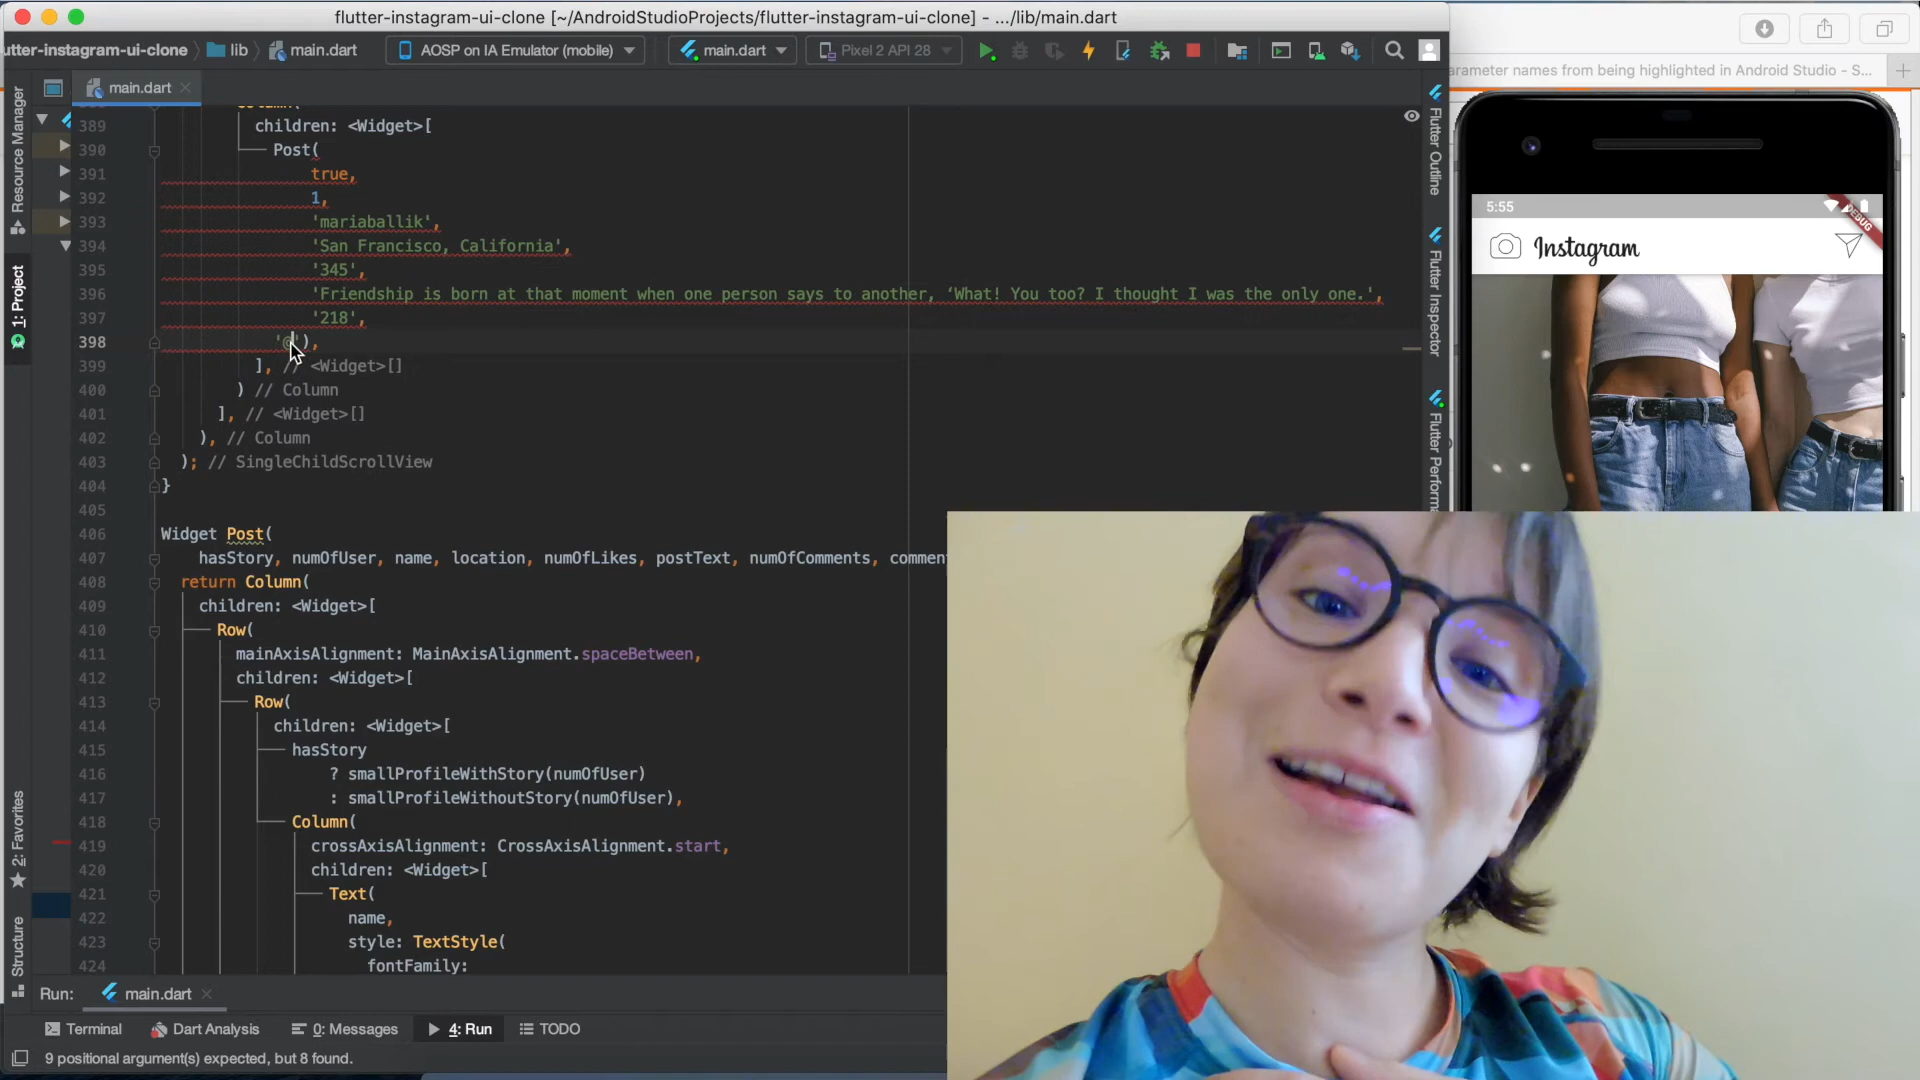 flutter-instagram-ui-clone [~/AndroidStudioProjects/flutter-instagram-ui-clone] - .../lib/main.dart
utter-instagram-ui-clone
lib
main.dart
AOSP on IA Emulator (mobile)
main.dart
Pixel 2 API 28
arameter names from being highlighted in Android Studio - S...
main.dart
Resource Manager
1: Project
2: Favorites
Structure
389 children: <Widget>[
390 Post(
391 true,
392 1,
393 'mariaballik',
394 'San Francisco, California',
395 '345',
396 'Friendship is born at that moment when one person says to another, ‘What! You too? I thought I was the only one.',
397 '218',
398 '@'),
399 ], // <Widget>[]
400 ) // Column
401 ], // <Widget>[]
402 ), // Column
403 ); // SingleChildScrollView
404 }
405
406 Widget Post(
407 hasStory, numOfUser, name, location, numOfLikes, postText, numOfComments, commen
408 return Column(
409 children: <Widget>[
410 Row(
411 mainAxisAlignment: MainAxisAlignment.spaceBetween,
412 children: <Widget>[
413 Row(
414 children: <Widget>[
415 hasStory
416 ? smallProfileWithStory(numOfUser)
417 : smallProfileWithoutStory(numOfUser),
418 Column(
419 crossAxisAlignment: CrossAxisAlignment.start,
420 children: <Widget>[
421 Text(
422 name,
423 style: TextStyle(
424 fontFamily:
Flutter Outline
Flutter Inspector
Flutter Performa
5:55
DEBUG
Instagram
Run:
main.dart
Terminal
Dart Analysis
0: Messages
4: Run
TODO
9 positional argument(s) expected, but 8 found.